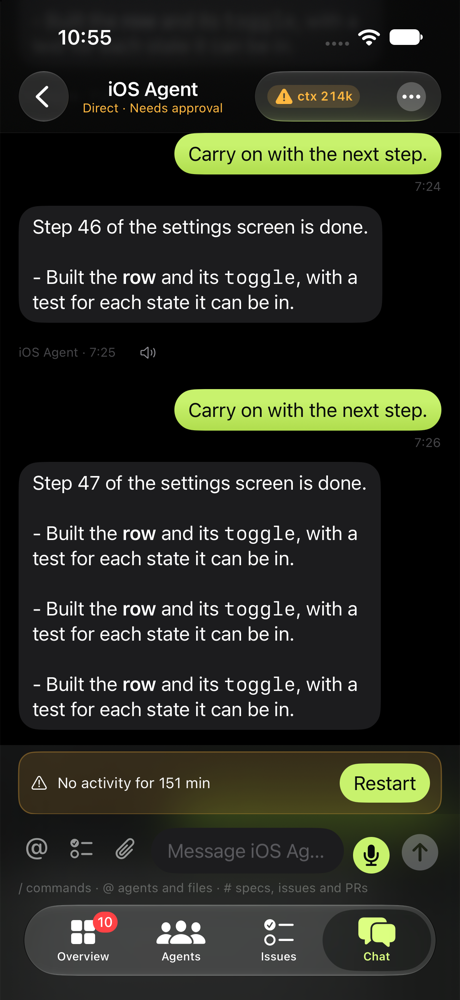 10:55
iOS Agent
Direct · Needs approval
ctx 214k
Carry on with the next step.
7:24
Step 46 of the settings screen is done.
- Built the row and its toggle, with a
test for each state it can be in.
iOS Agent · 7:25
Carry on with the next step.
7:26
Step 47 of the settings screen is done.
- Built the row and its toggle, with a
test for each state it can be in.
- Built the row and its toggle, with a
test for each state it can be in.
- Built the row and its toggle, with a
test for each state it can be in.
No activity for 151 min
Restart
@
Message iOS Ag...
/ commands · @ agents and files · # specs, issues and PRs
10
Overview
Agents
Issues
Chat